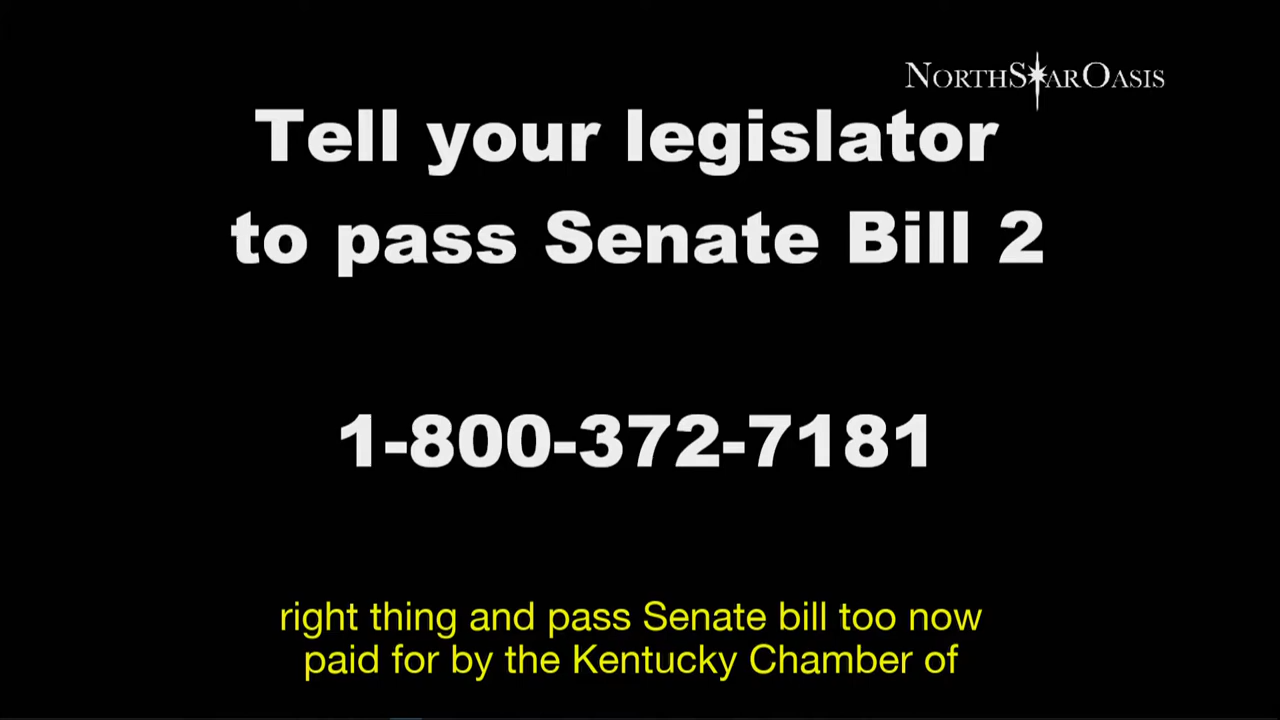 NORTHSTAROASIS
Tell your legislator
to pass Senate Bill 2
1-800-372-7181
right thing and pass Senate bill too now
paid for by the Kentucky Chamber of